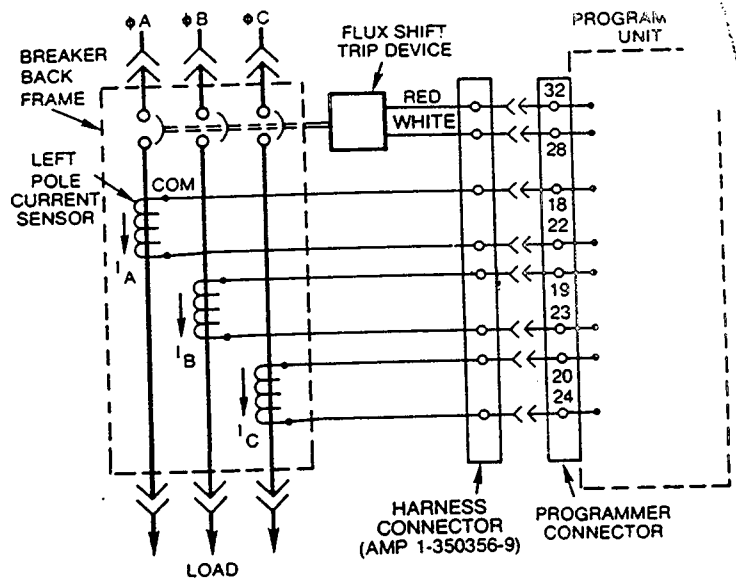 φA φB φC
PROGRAM
UNIT
FLUX SHIFT
TRIP DEVICE
BREAKER
BACK
FRAME
RED
WHITE
32
28
LEFT
POLE
CURRENT
SENSOR
COM
18
22
I A
19
23
I B
20
24
I C
HARNESS
CONNECTOR
(AMP 1-350356-9)
PROGRAMMER
CONNECTOR
LOAD